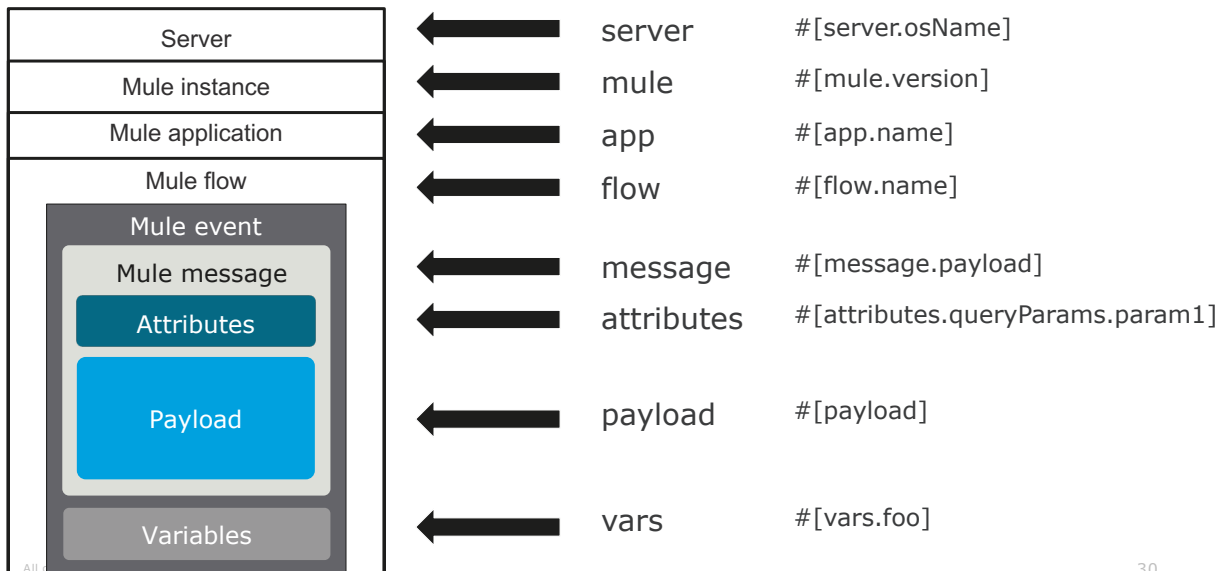 Server
server
#[server.osName]
Mule instance
mule
#[mule.version]
Mule application
app
#[app.name]
Mule flow
flow
#[flow.name]
Mule event
Mule message
message
#[message.payload]
Attributes
attributes
#[attributes.queryParams.param1]
Payload
payload
#[payload]
Variables
vars
#[vars.foo]
All
30